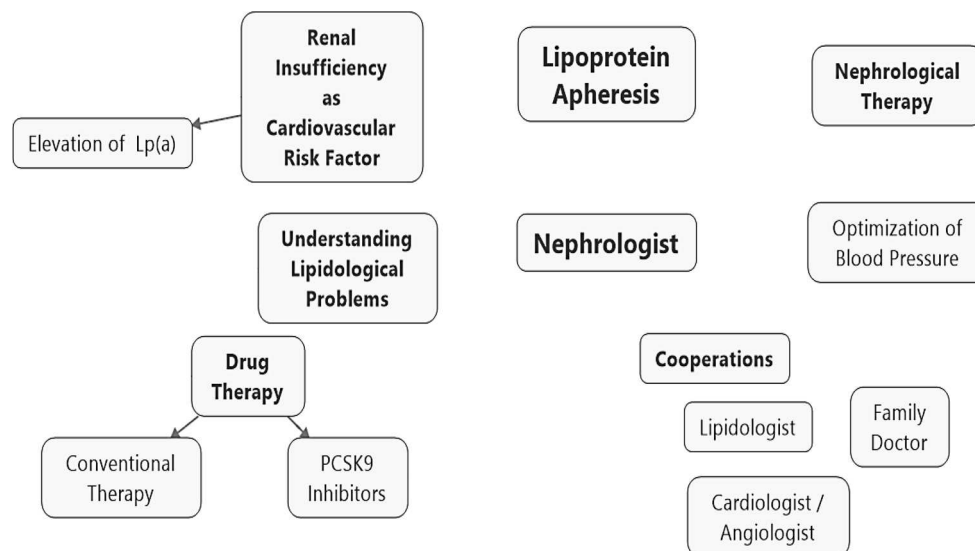 Renal
Insufficiency
as
Cardiovascular
Risk Factor
Lipoprotein
Apheresis
Nephrological
Therapy
Elevation of Lp(a)
Understanding
Lipidological
Problems
Nephrologist
Optimization of
Blood Pressure
Drug
Therapy
Cooperations
Lipidologist
Family
Doctor
Conventional
Therapy
PCSK9
Inhibitors
Cardiologist /
Angiologist